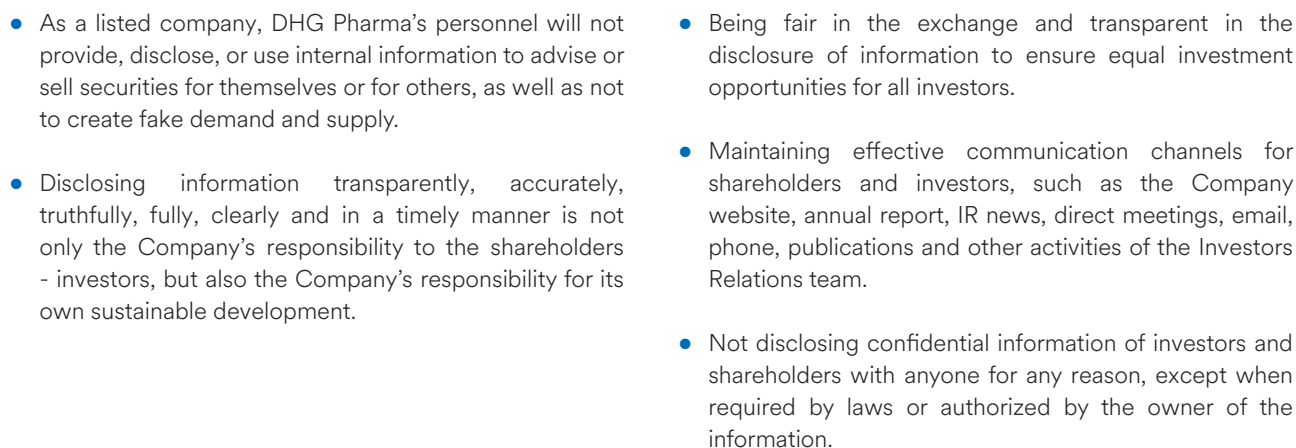 • As a listed company, DHG Pharma’s personnel will not
provide, disclose, or use internal information to advise or
sell securities for themselves or for others, as well as not
to create fake demand and supply.
• Disclosing information transparently, accurately,
truthfully, fully, clearly and in a timely manner is not
only the Company’s responsibility to the shareholders
- investors, but also the Company’s responsibility for its
own sustainable development.
• Being fair in the exchange and transparent in the
disclosure of information to ensure equal investment
opportunities for all investors.
• Maintaining effective communication channels for
shareholders and investors, such as the Company
website, annual report, IR news, direct meetings, email,
phone, publications and other activities of the Investors
Relations team.
• Not disclosing confidential information of investors and
shareholders with anyone for any reason, except when
required by laws or authorized by the owner of the
information.